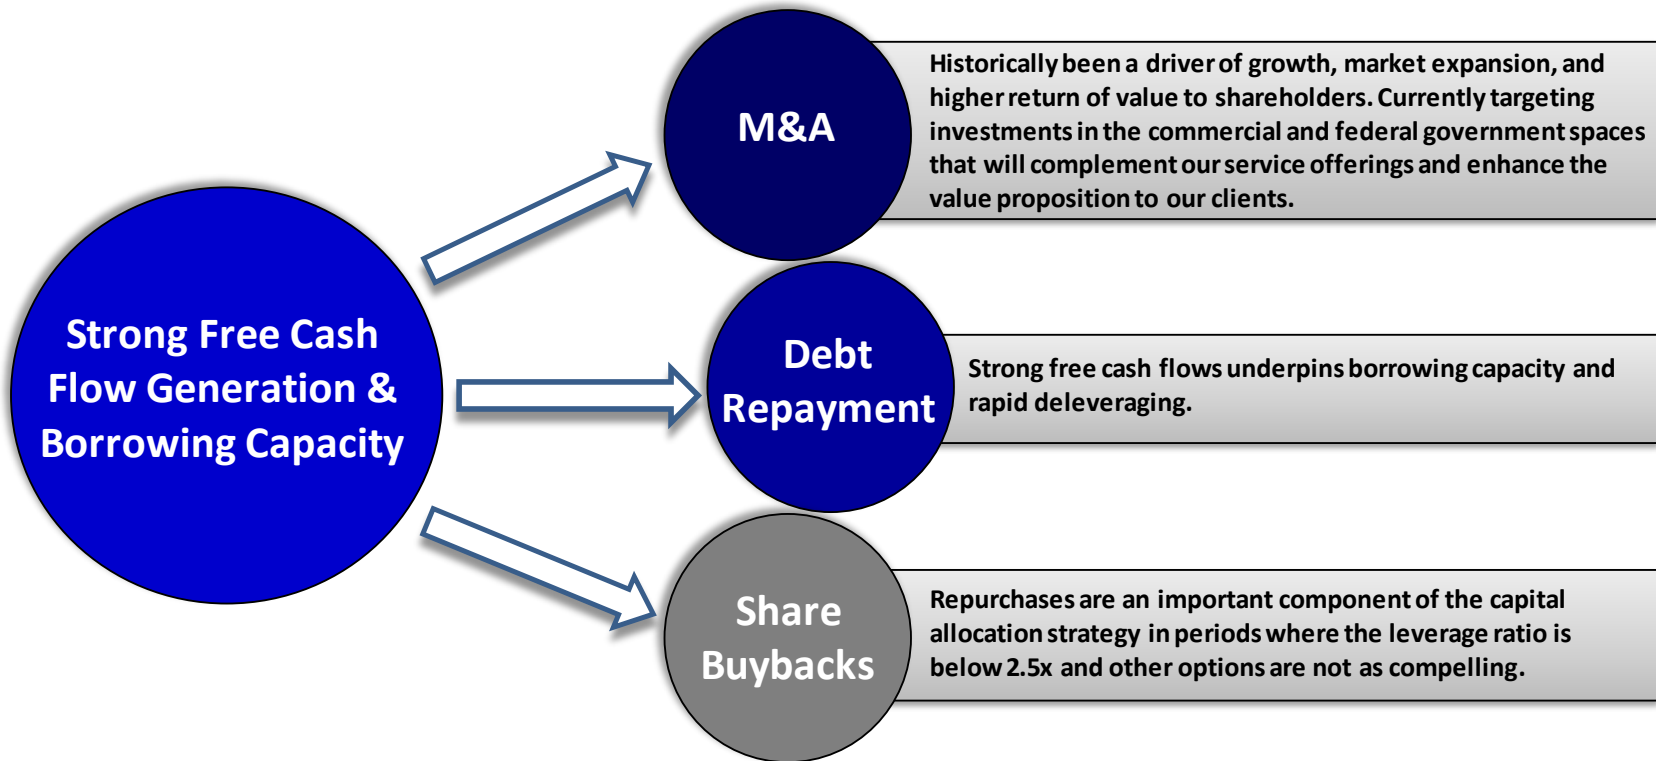 Strong Free Cash
Flow Generation &
Borrowing Capacity
M&A
Historically been a driver of growth, market expansion, and
higher return of value to shareholders. Currently targeting
investments in the commercial and federal government spaces
that will complement our service offerings and enhance the
value proposition to our clients.
Debt
Repayment
Strong free cash flows underpins borrowing capacity and
rapid deleveraging.
Share
Buybacks
Repurchases are an important component of the capital
allocation strategy in periods where the leverage ratio is
below 2.5x and other options are not as compelling.